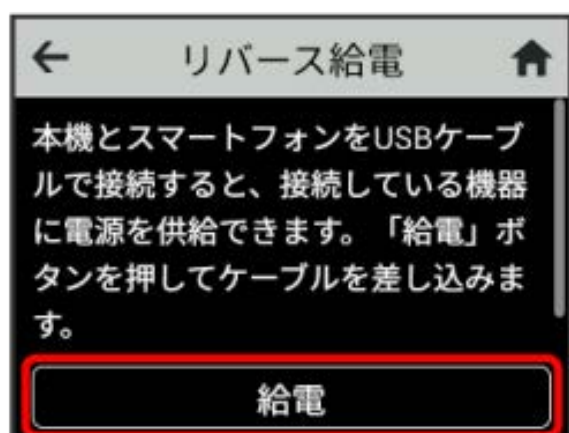 リバース給電
本機とスマートフォンをUSBケーブ
ルで接続すると、接続している機器
に電源を供給できます。「給電」ボ
タンを押してケーブルを差し込みま
す。
給電